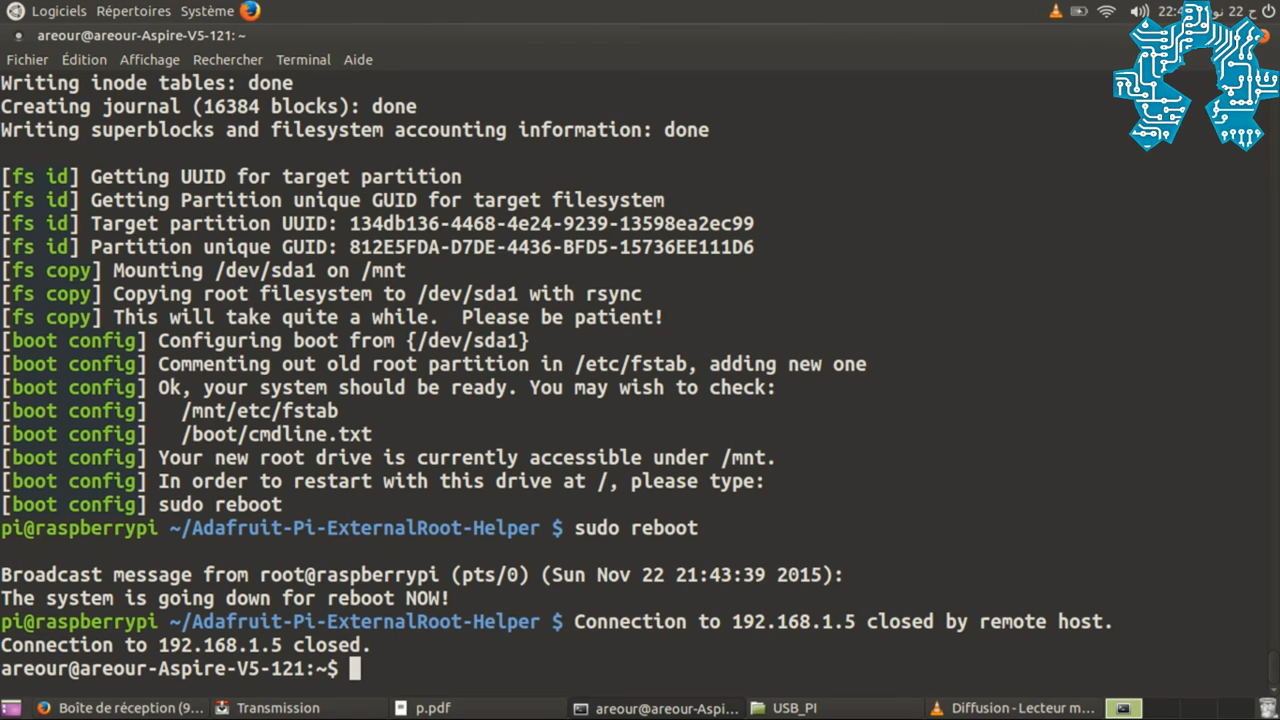 Logiciels Répertoires Système
22 نو ح
areour@areour-Aspire-V5-121: ~
Fichier Édition Affichage Rechercher Terminal Aide
Writing inode tables: done
Creating journal (16384 blocks): done
Writing superblocks and filesystem accounting information: done
[fs id] Getting UUID for target partition
[fs id] Getting Partition unique GUID for target filesystem
[fs id] Target partition UUID: 134db136-4468-4e24-9239-13598ea2ec99
[fs id] Partition unique GUID: 812E5FDA-D7DE-4436-BFD5-15736EE111D6
[fs copy] Mounting /dev/sda1 on /mnt
[fs copy] Copying root filesystem to /dev/sda1 with rsync
[fs copy] This will take quite a while.  Please be patient!
[boot config] Configuring boot from {/dev/sda1}
[boot config] Commenting out old root partition in /etc/fstab, adding new one
[boot config] Ok, your system should be ready. You may wish to check:
[boot config]   /mnt/etc/fstab
[boot config]   /boot/cmdline.txt
[boot config] Your new root drive is currently accessible under /mnt.
[boot config] In order to restart with this drive at /, please type:
[boot config] sudo reboot
pi@raspberrypi ~/Adafruit-Pi-ExternalRoot-Helper $ sudo reboot
Broadcast message from root@raspberrypi (pts/0) (Sun Nov 22 21:43:39 2015):
The system is going down for reboot NOW!
pi@raspberrypi ~/Adafruit-Pi-ExternalRoot-Helper $ Connection to 192.168.1.5 closed by remote host.
Connection to 192.168.1.5 closed.
areour@areour-Aspire-V5-121:~$
Boîte de réception (9... Transmission p.pdf areour@areour-Aspi... USB_PI Diffusion - Lecteur m...